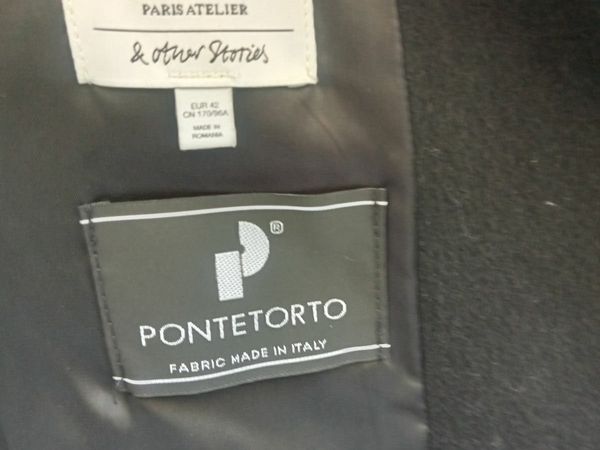 PARIS ATELIER
& other Stories
EUR 42
CN 170/96A
MADE IN
ROMANIA
P®
PONTETORTO
FABRIC MADE IN ITALY